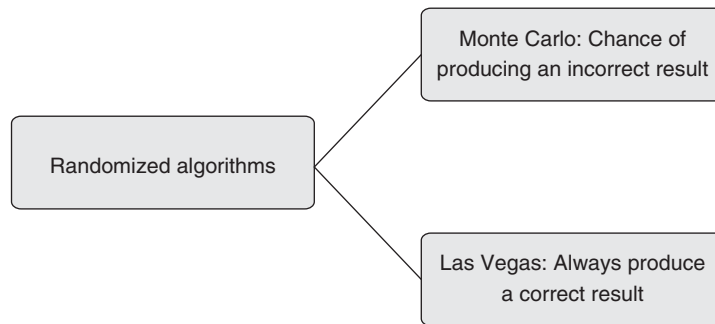 Monte Carlo: Chance of
producing an incorrect result
Randomized algorithms
Las Vegas: Always produce
a correct result